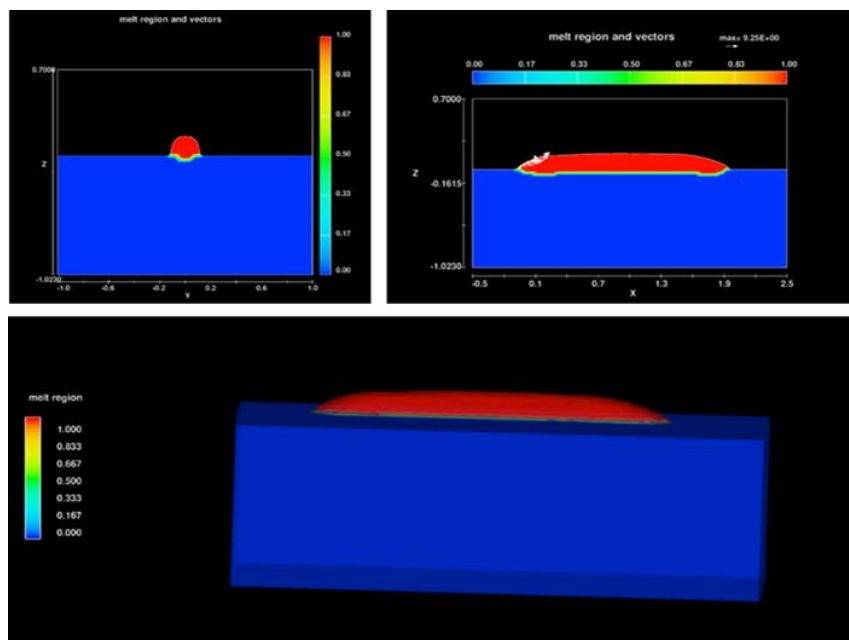 melt region and vectors
1.00
0.83
0.67
0.50
0.33
0.17
0.00
0.7000
Z
-1.0230
-1.0 -0.6 -0.2 0.2 0.6 1.0
Y
melt region and vectors
max= 9.25E+00
0.00 0.17 0.33 0.50 0.67 0.83 1.00
0.7000
Z
-0.1615
-1.0230
-0.5 0.1 0.7 1.3 1.9 2.5
X
melt region
1.000
0.833
0.667
0.500
0.333
0.167
0.000